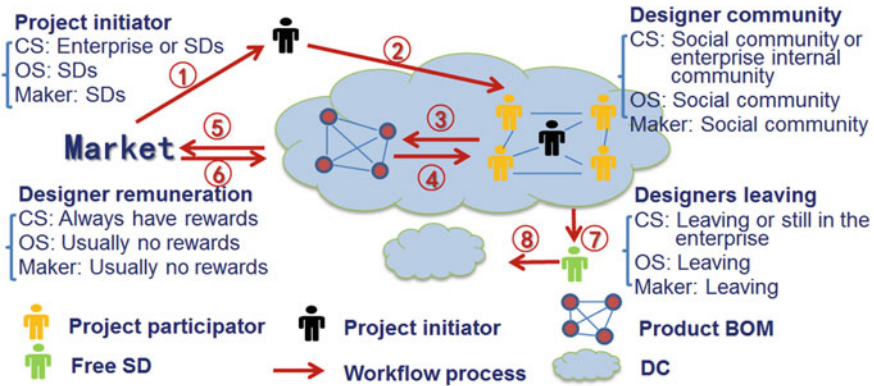 Project initiator
CS: Enterprise or SDs
OS: SDs
Maker: SDs
①
②
Designer community
CS: Social community or
enterprise internal
community
OS: Social community
Maker: Social community
③
④
⑤
Market
⑥
Designer remuneration
CS: Always have rewards
OS: Usually no rewards
Maker: Usually no rewards
Designers leaving
CS: Leaving or still in the
enterprise
OS: Leaving
Maker: Leaving
⑦
⑧
Project participator
Project initiator
Product BOM
Free SD
Workflow process
DC